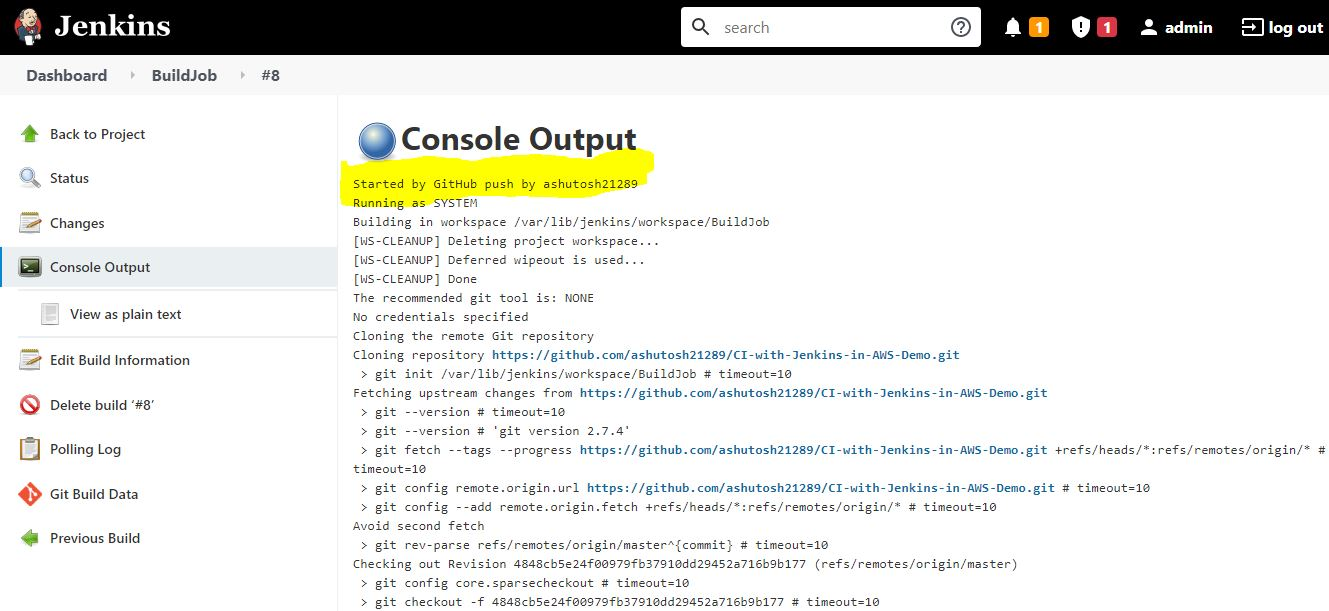 Jenkins
search
1
1
admin
log out
Dashboard
BuildJob
#8
Back to Project
Status
Changes
Console Output
View as plain text
Edit Build Information
Delete build ‘#8’
Polling Log
Git Build Data
Previous Build
Console Output
Started by GitHub push by ashutosh21289
Running as SYSTEM
Building in workspace /var/lib/jenkins/workspace/BuildJob
[WS-CLEANUP] Deleting project workspace...
[WS-CLEANUP] Deferred wipeout is used...
[WS-CLEANUP] Done
The recommended git tool is: NONE
No credentials specified
Cloning the remote Git repository
Cloning repository https://github.com/ashutosh21289/CI-with-Jenkins-in-AWS-Demo.git
> git init /var/lib/jenkins/workspace/BuildJob # timeout=10
Fetching upstream changes from https://github.com/ashutosh21289/CI-with-Jenkins-in-AWS-Demo.git
> git --version # timeout=10
> git --version # 'git version 2.7.4'
> git fetch --tags --progress https://github.com/ashutosh21289/CI-with-Jenkins-in-AWS-Demo.git +refs/heads/*:refs/remotes/origin/* #
timeout=10
> git config remote.origin.url https://github.com/ashutosh21289/CI-with-Jenkins-in-AWS-Demo.git # timeout=10
> git config --add remote.origin.fetch +refs/heads/*:refs/remotes/origin/* # timeout=10
Avoid second fetch
> git rev-parse refs/remotes/origin/master^{commit} # timeout=10
Checking out Revision 4848cb5e24f00979fb37910dd29452a716b9b177 (refs/remotes/origin/master)
> git config core.sparsecheckout # timeout=10
> git checkout -f 4848cb5e24f00979fb37910dd29452a716b9b177 # timeout=10